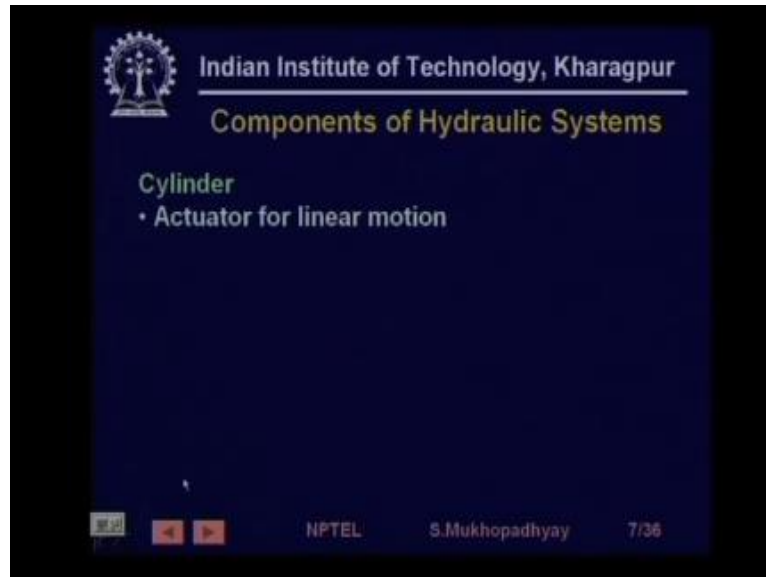 Indian Institute of Technology, Kharagpur
Components of Hydraulic Systems
Cylinder
• Actuator for linear motion
NPTEL S.Mukhopadhyay 7/36